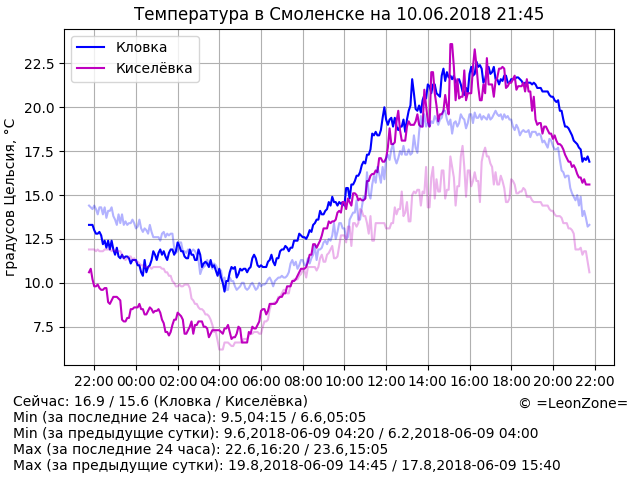 Температура в Смоленске на 10.06.2018 21:45
Кловка
Киселёвка
градусов Цельсия, °C
22.5
20.0
17.5
15.0
12.5
10.0
7.5
22:00 00:00 02:00 04:00 06:00 08:00 10:00 12:00 14:00 16:00 18:00 20:00 22:00
Сейчас: 16.9 / 15.6 (Кловка / Киселёвка)
© =LeonZone=
Min (за последние 24 часа): 9.5,04:15 / 6.6,05:05
Min (за предыдущие сутки): 9.6,2018-06-09 04:20 / 6.2,2018-06-09 04:00
Max (за последние 24 часа): 22.6,16:20 / 23.6,15:05
Max (за предыдущие сутки): 19.8,2018-06-09 14:45 / 17.8,2018-06-09 15:40